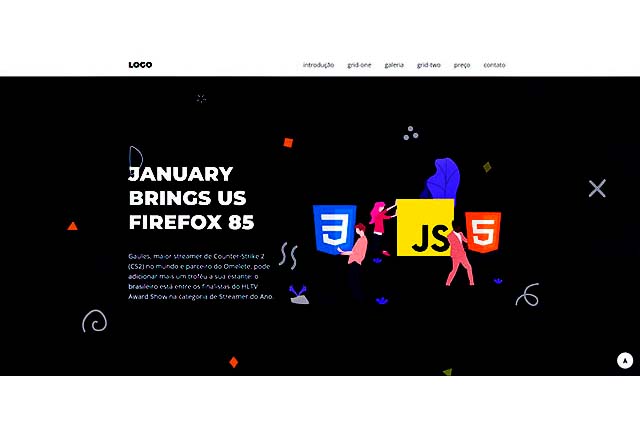 LOGO
introdução grid-one galeria grid-two preço contato
JANUARY
BRINGS US
FIREFOX 85
Gaules, maior streamer de Counter-Strike 2
(CS2) no mundo e parceiro do Omelete, pode
adicionar mais um troféu a sua estante: o
brasileiro está entre os finalistas do HLTV
Award Show na categoria de Streamer do Ano.
3
JS
5